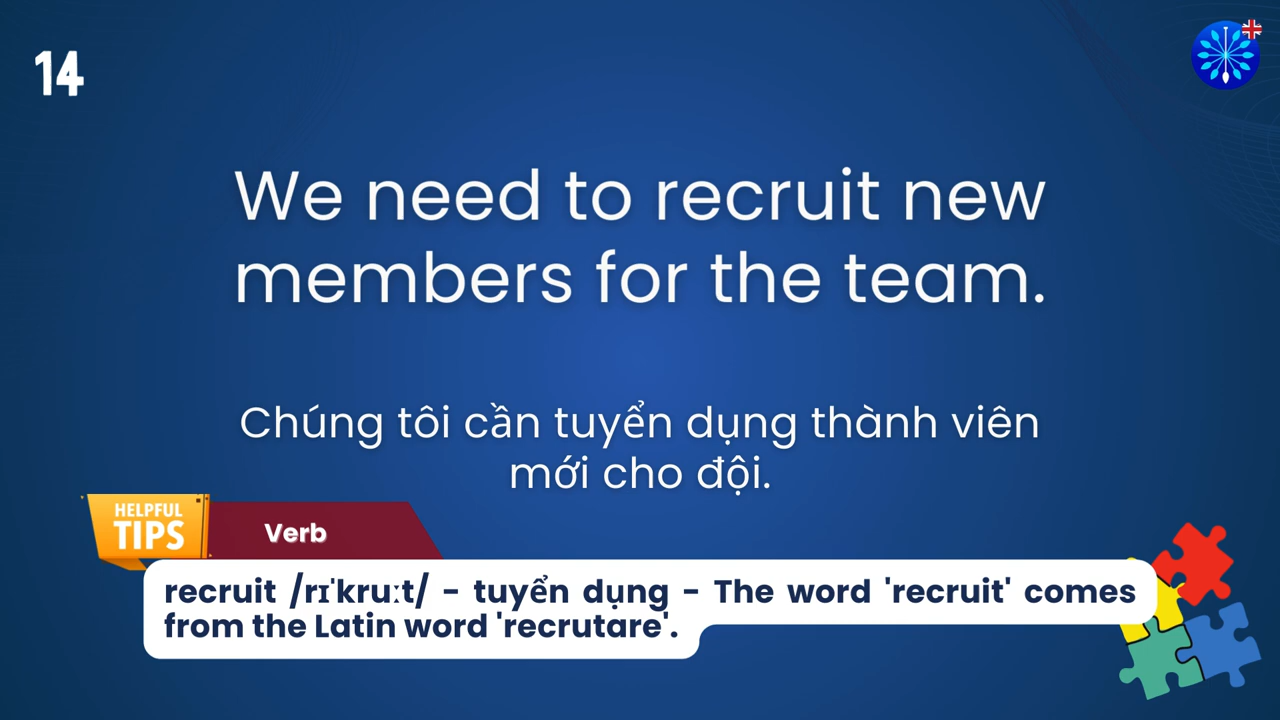 14
We need to recruit new
members for the team.
Chúng tôi cần tuyển dụng thành viên
mới cho đội.
HELPFUL
TIPS
Verb
recruit /rɪˈkruːt/ - tuyển dụng - The word 'recruit' comes
from the Latin word 'recrutare'.